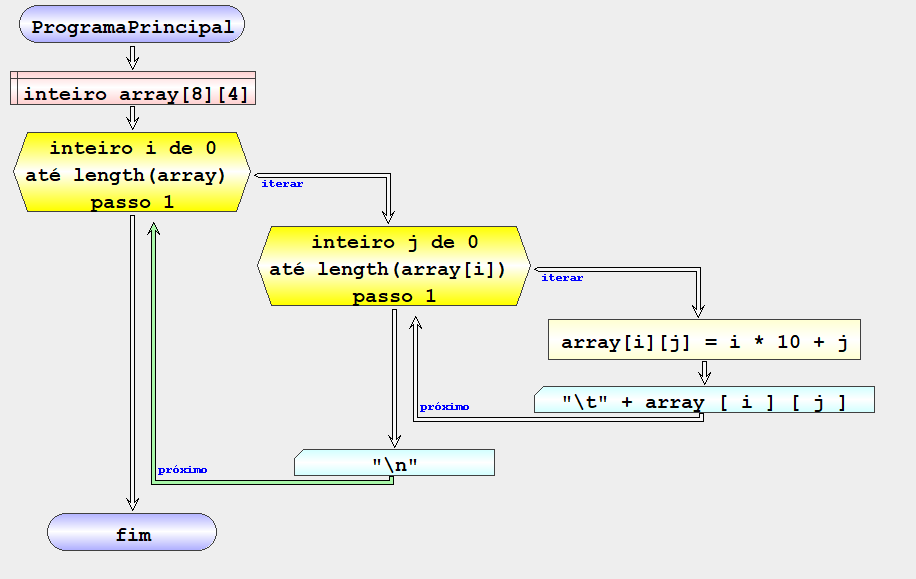 ProgramaPrincipal
inteiro array[8][4]
inteiro i de 0
até length(array)
passo 1
iterar
inteiro j de 0
até length(array[i])
passo 1
iterar
array[i][j] = i * 10 + j
"\t" + array [ i ] [ j ]
próximo
"\n"
próximo
fim